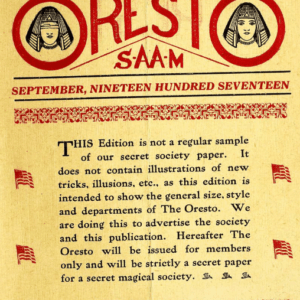 ORESTO
S-A-A-M
SEPTEMBER, NINETEEN HUNDRED SEVENTEEN
THIS Edition is not a regular sample
of our secret society paper. It
does not contain illustrations of new
tricks, illusions, etc., as this edition is
intended to show the general size, style
and departments of The Oresto. We
are doing this to advertise the society
and this publication. Hereafter The
Oresto will be issued for members
only and will be strictly a secret paper
for a secret magical society.